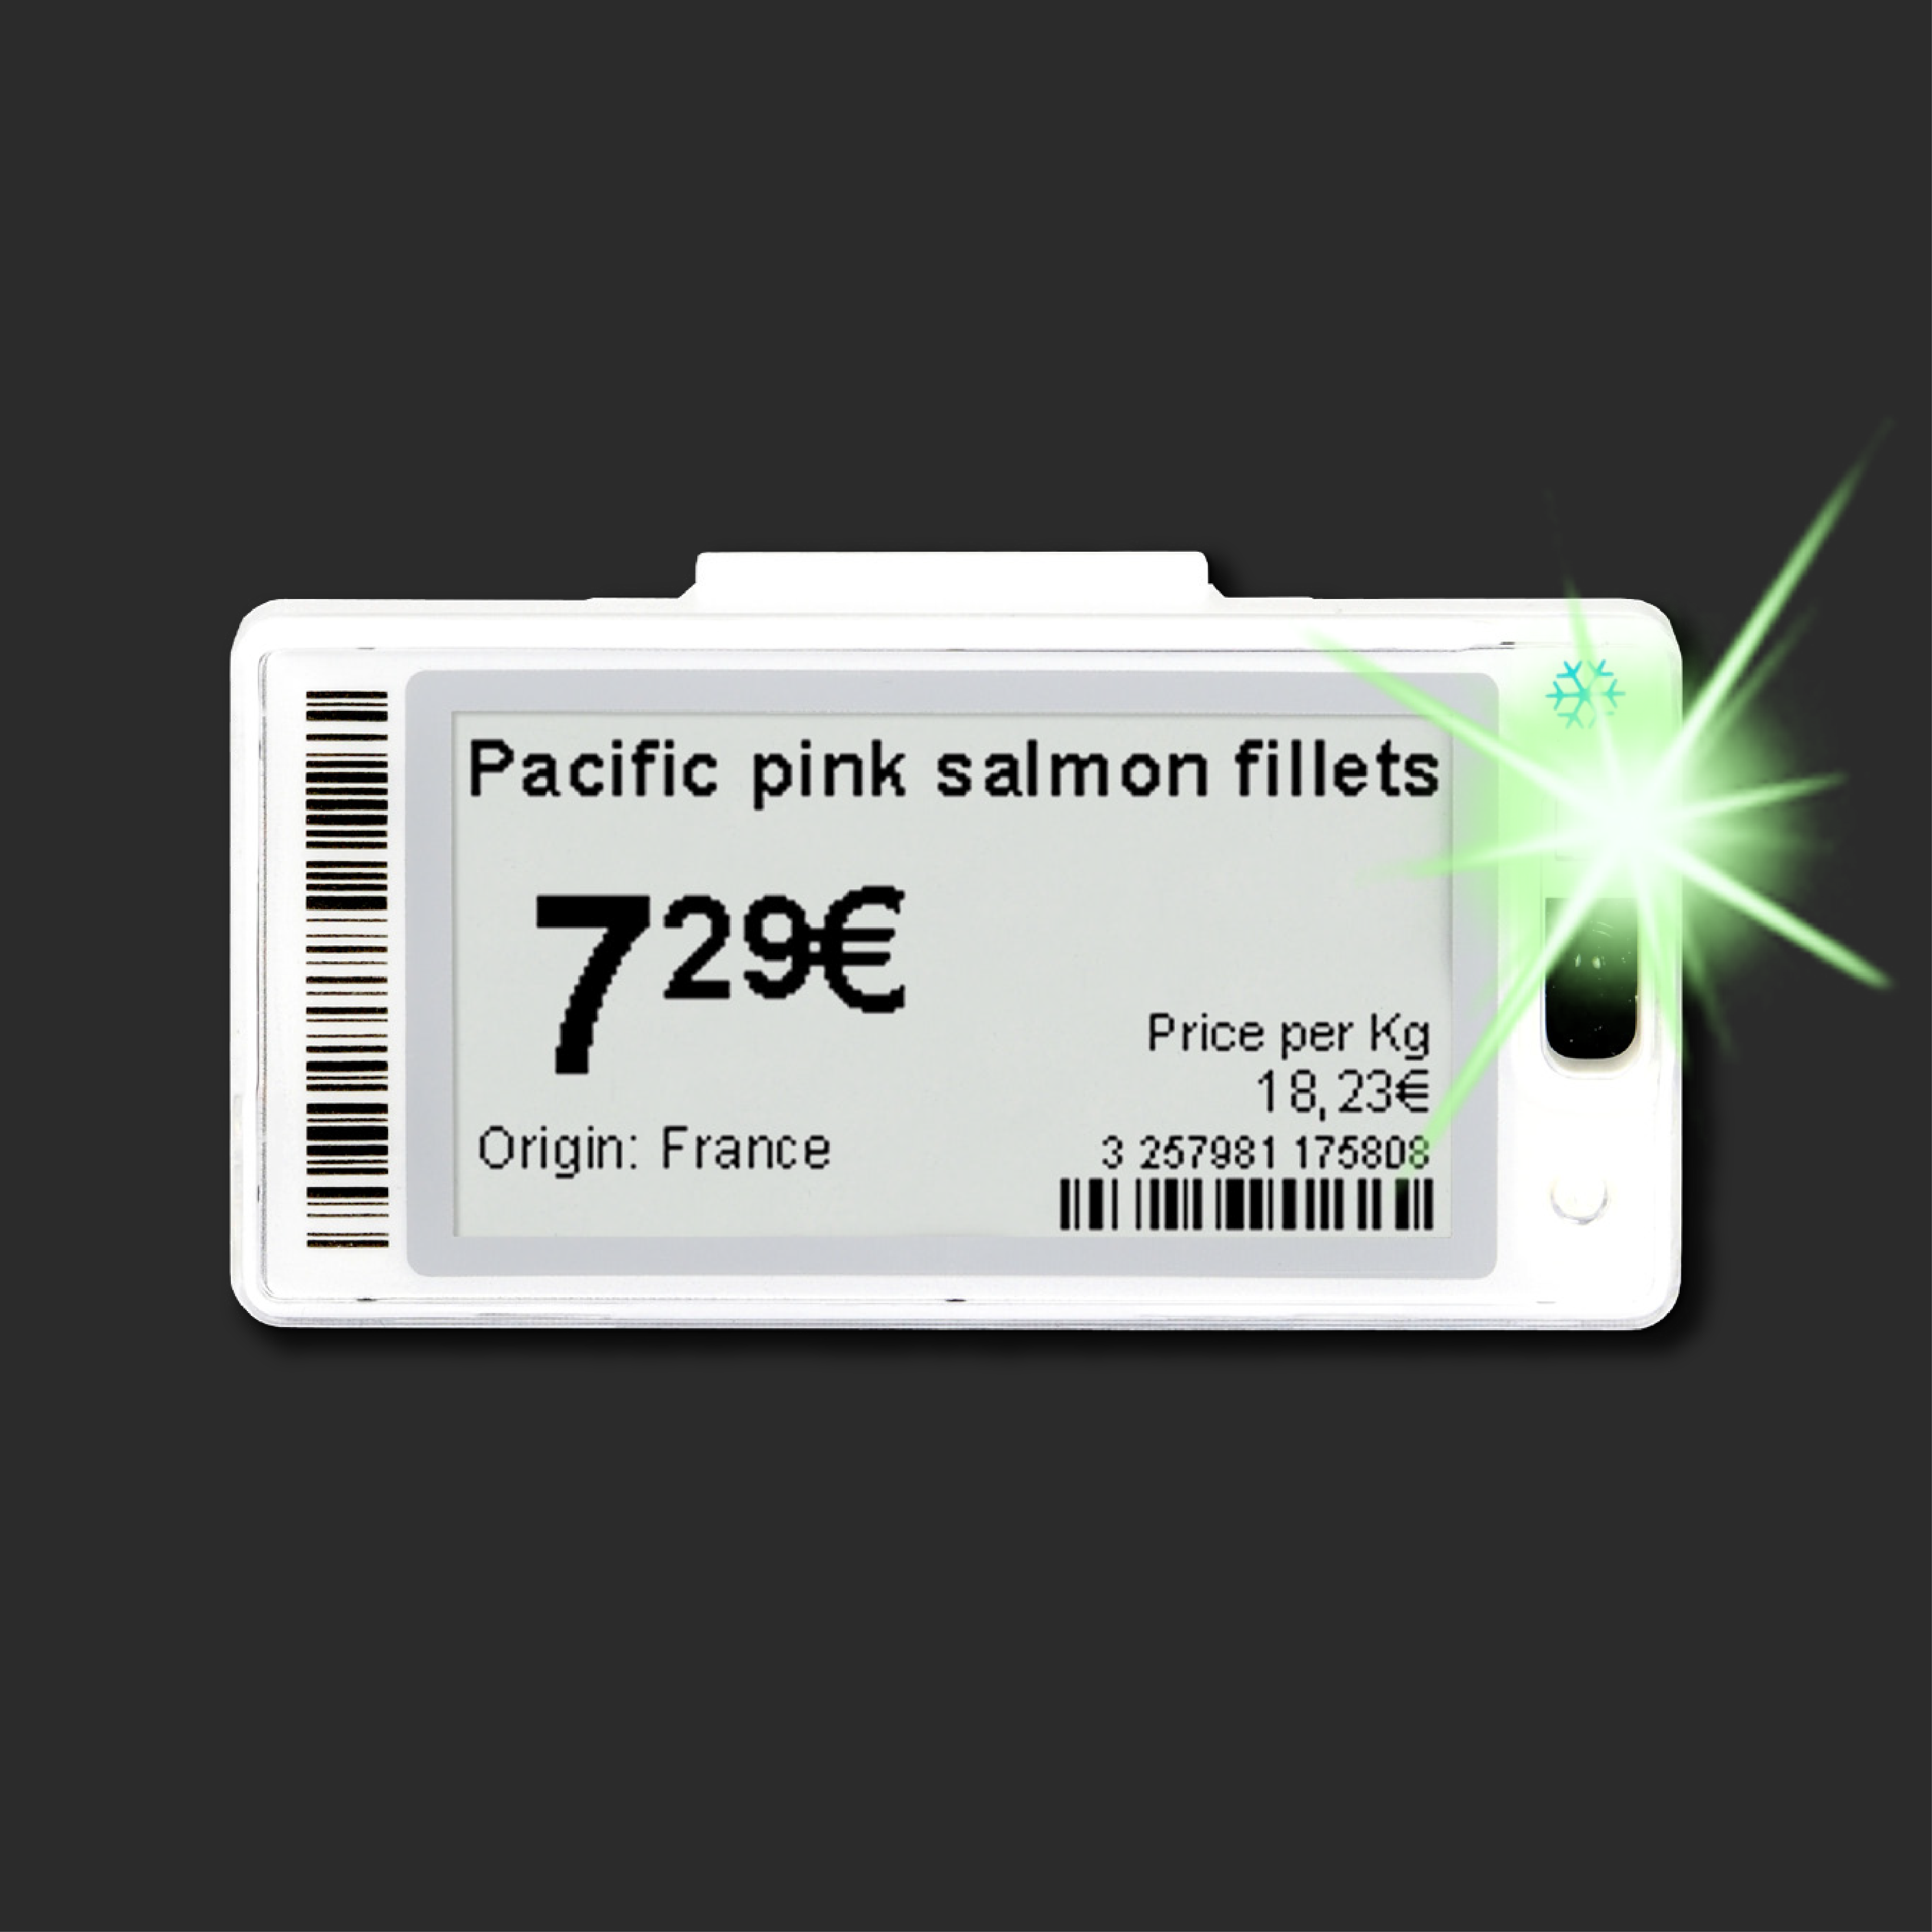 Pacific pink salmon fillets
729€
Price per Kg
18,23€
Origin: France
3 257981 175808